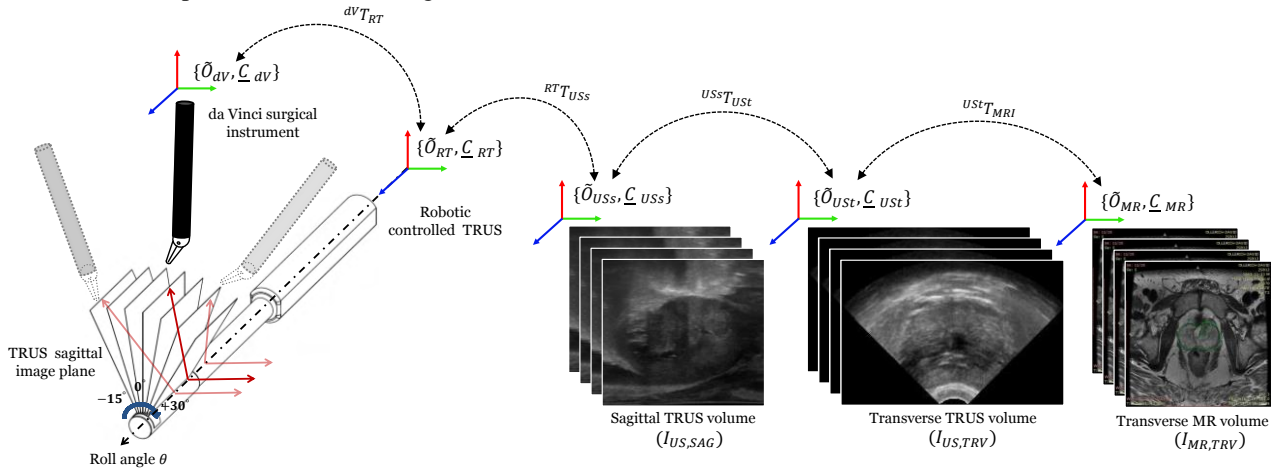 dVT_RT
{Õ_dV, C_dV}
da Vinci surgical
instrument
RTT_USs
{Õ_RT, C_RT}
Robotic
controlled TRUS
USsT_USt
{Õ_USs, C_USs}
UStT_MRI
{Õ_USt, C_USt}
{Õ_MR, C_MR}
TRUS sagittal
image plane
−15°
0°
+30°
Roll angle θ
Sagittal TRUS volume
(I_US,SAG)
Transverse TRUS volume
(I_US,TRV)
Transverse MR volume
(I_MR,TRV)